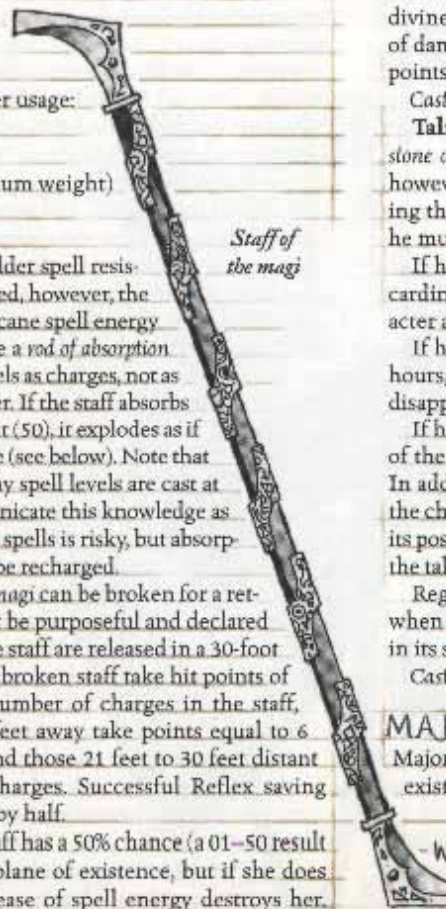 er usage:
um weight)
Staff of
the magi
lder spell resis-
ed, however, the
cane spell energy
e a rod of absorption
els as charges, not as
er. If the staff absorbs
t (50), it explodes as if
e (see below). Note that
ny spell levels are cast at
nicate this knowledge as
spells is risky, but absorp-
be recharged.
magi can be broken for a ret-
t be purposeful and declared
e staff are released in a 30-foot
broken staff take hit points of
umber of charges in the staff,
feet away take points equal to 6
nd those 21 feet to 30 feet distant
harges. Successful Reflex saving
by half.
ff has a 50% chance (a 01–50 result
plane of existence, but if she does
ease of spell energy destroys her.
divine
of dam
points
Cast
Tali
stone o
howev
ing th
he mu
If h
cardin
acter a
If h
hours,
disapp
If h
of the
In add
the ch
its pos
the tal
Reg
when
in its s
Cast
MAJ
Major
exist